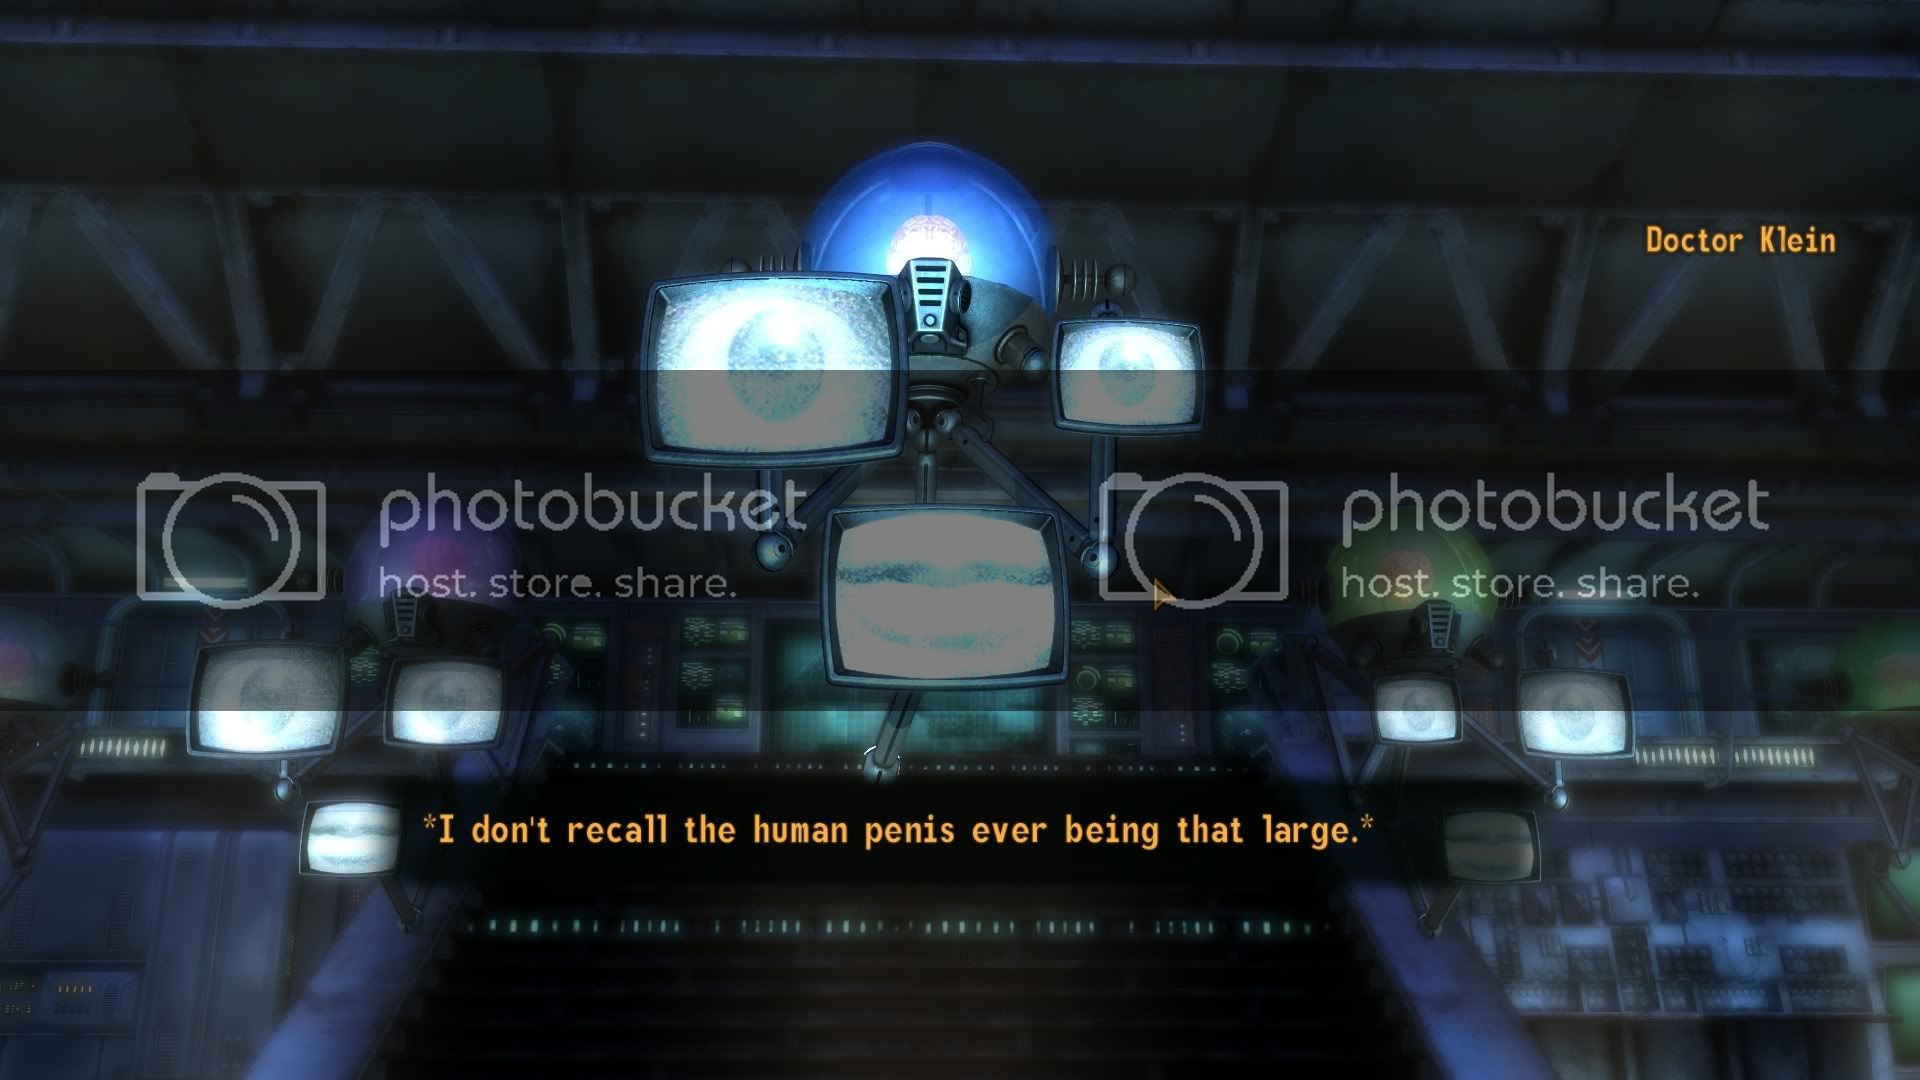 Doctor Klein
photobucket
host. store. share.
photobucket
host. store. share.
*I don't recall the human penis ever being that large.*